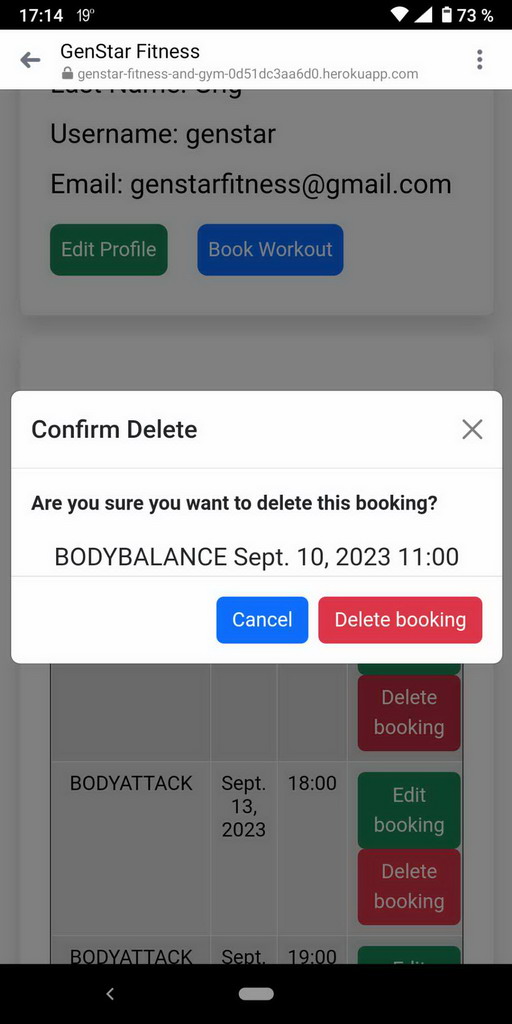 17:14 19° 73 %
GenStar Fitness
genstar-fitness-and-gym-0d51dc3aa6d0.herokuapp.com
Last Name: Ong
Username: genstar
Email: genstarfitness@gmail.com
Edit Profile Book Workout
Confirm Delete
Are you sure you want to delete this booking?
BODYBALANCE Sept. 10, 2023 11:00
Cancel Delete booking
Delete
booking
BODYATTACK Sept. 18:00 Edit
13, booking
2023
Delete
booking
BODYATTACK Sept. 19:00 Edit